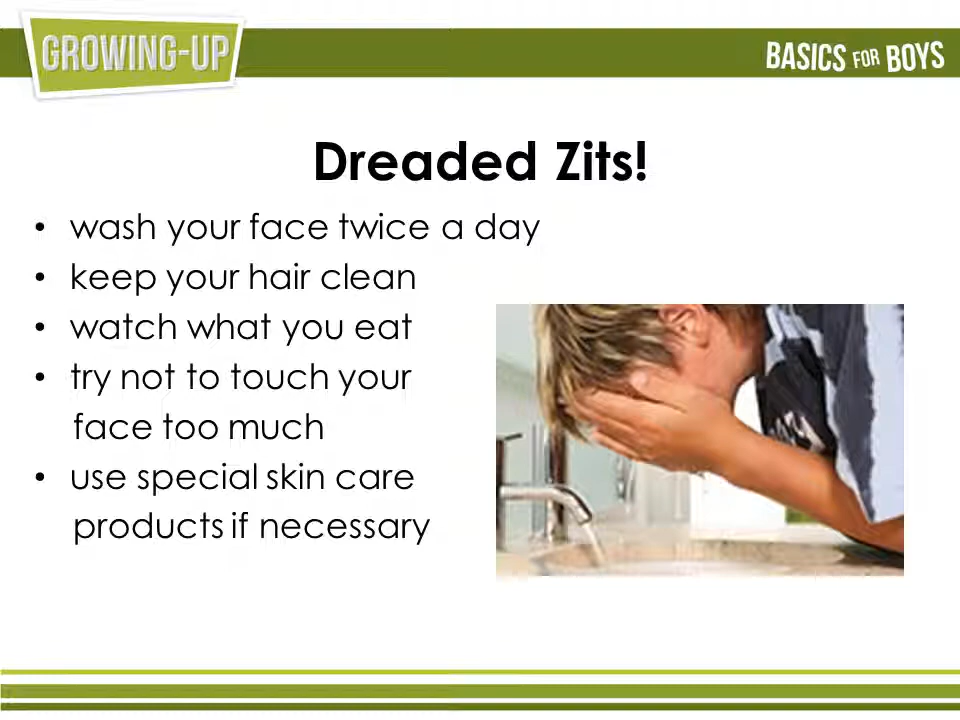 GROWING-UP
BASICS FOR BOYS
Dreaded Zits!
• wash your face twice a day
• keep your hair clean
• watch what you eat
• try not to touch your
face too much
• use special skin care
products if necessary